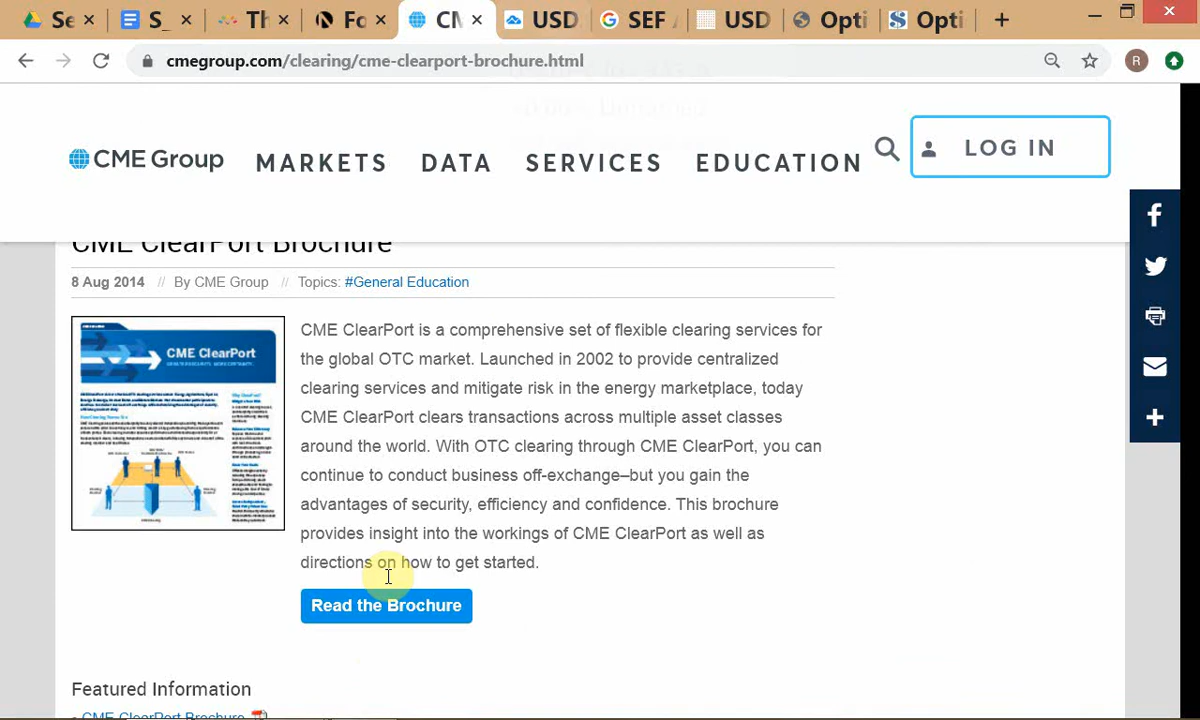 Se
S_
Th
Fo
CM
USD
SEF
USD
Opti
Opti
cmegroup.com/clearing/cme-clearport-brochure.html
R
CME Group
MARKETS
DATA
SERVICES
EDUCATION
LOG IN
CME ClearPort Brochure
8 Aug 2014 // By CME Group // Topics: #General Education
CME ClearPort
CME ClearPort is a comprehensive set of flexible clearing services for
the global OTC market. Launched in 2002 to provide centralized
clearing services and mitigate risk in the energy marketplace, today
CME ClearPort clears transactions across multiple asset classes
around the world. With OTC clearing through CME ClearPort, you can
continue to conduct business off-exchange–but you gain the
advantages of security, efficiency and confidence. This brochure
provides insight into the workings of CME ClearPort as well as
directions on how to get started.
Read the Brochure
Featured Information
CME ClearPort Brochure